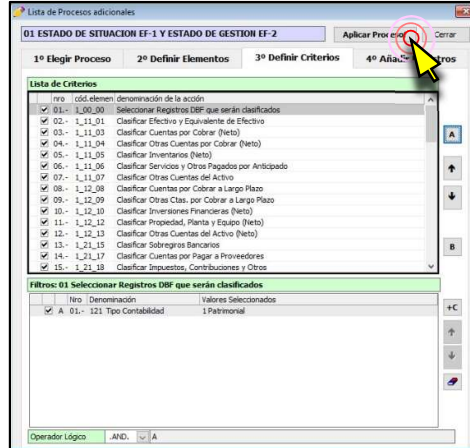 Lista de Procesos adicionales
01 ESTADO DE SITUACION EF-1 Y ESTADO DE GESTION EF-2
Aplicar Proceso
Cerrar
1º Elegir Proceso
2º Definir Elementos
3º Definir Criterios
4º
Lista de Criterios
nro cód.elemen denominación de la acción
01.- 1_00_00 Seleccionar Registros DBF que serán clasificados
02.- 1_11_01 Clasificar Efectivo y Equivalente de Efectivo
03.- 1_11_03 Clasificar Cuentas por Cobrar (Neto)
04.- 1_11_04 Clasificar Otras Cuentas por Cobrar (Neto)
05.- 1_11_05 Clasificar Inventarios (Neto)
06.- 1_11_06 Clasificar Servicios y Otros Pagados por Anticipado
07.- 1_11_07 Clasificar Otras Cuentas del Activo
08.- 1_12_08 Clasificar Cuentas por Cobrar a Largo Plazo
09.- 1_12_09 Clasificar Otras Ctas. por Cobrar a Largo Plazo
10.- 1_12_10 Clasificar Inversiones Financieras (Neto)
11.- 1_12_12 Clasificar Propiedad, Planta y Equipo (Neto)
12.- 1_12_13 Clasificar Otras Cuentas del Activo (Neto)
13.- 1_21_15 Clasificar Sobregiros Bancarios
14.- 1_21_17 Clasificar Cuentas por Pagar a Proveedores
15.- 1_21_18 Clasificar Impuestos, Contribuciones y Otros
A
B
Filtros: 01 Seleccionar Registros DBF que serán clasificados
Nro Denominación Valores Seleccionados
A 01.- 121 Tipo Contabilidad 1 Patrimonial
+C
Operador Lógico .AND. A